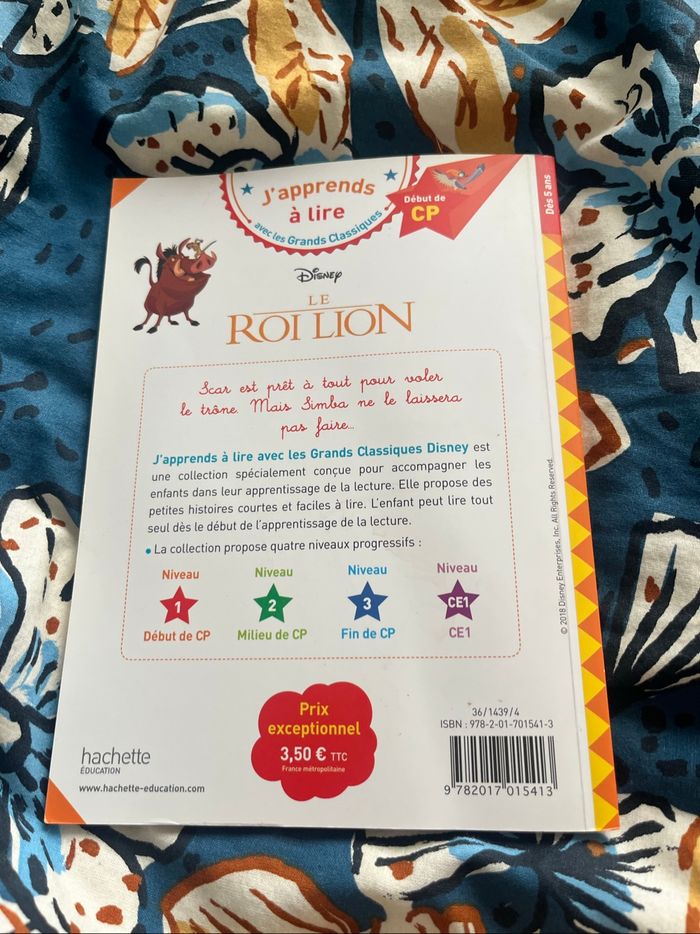 J'apprends
à lire
avec les Grands Classiques
Début de
CP
Dès 5 ans
Disney
LE
ROI LION
Scar est prêt à tout pour voler
le trône. Mais Simba ne le laissera
pas faire...
J'apprends à lire avec les Grands Classiques Disney est
une collection spécialement conçue pour accompagner les
enfants dans leur apprentissage de la lecture. Elle propose des
petites histoires courtes et faciles à lire. L'enfant peut lire tout
seul dès le début de l'apprentissage de la lecture.
• La collection propose quatre niveaux progressifs :
Niveau
1
Début de CP
Niveau
2
Milieu de CP
Niveau
3
Fin de CP
Niveau
CE1
CE1
© 2018 Disney Enterprises, Inc. All Rights Reserved.
Prix
exceptionnel
3,50 € TTC
France métropolitaine
hachette
ÉDUCATION
www.hachette-education.com
36/1439/4
ISBN : 978-2-01-701541-3
9 782017 015413